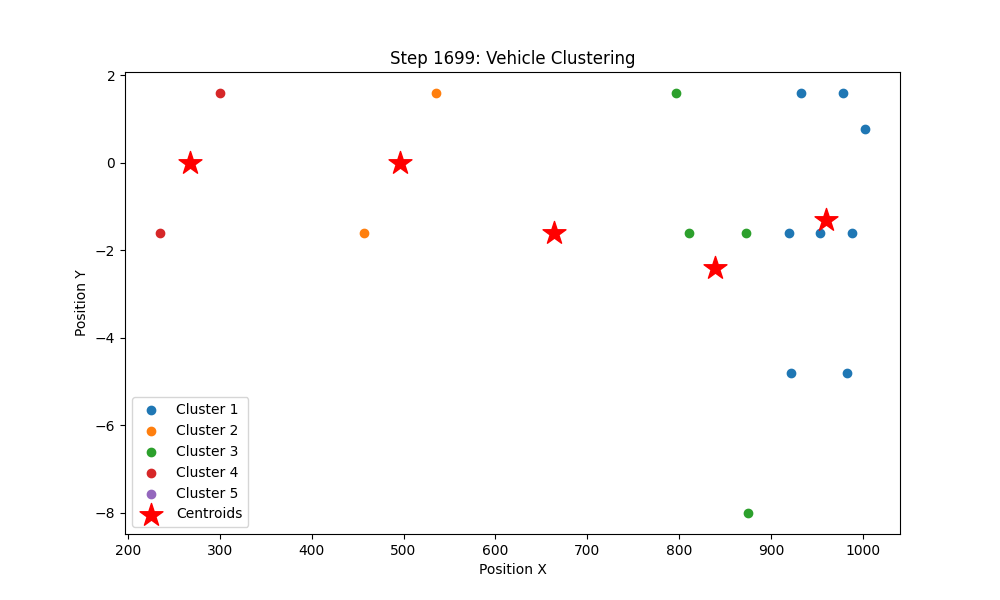 Step 1699: Vehicle Clustering
Position Y
2
0
−2
−4
−6
−8
Cluster 1
Cluster 2
Cluster 3
Cluster 4
Cluster 5
Centroids
200 300 400 500 600 700 800 900 1000
Position X